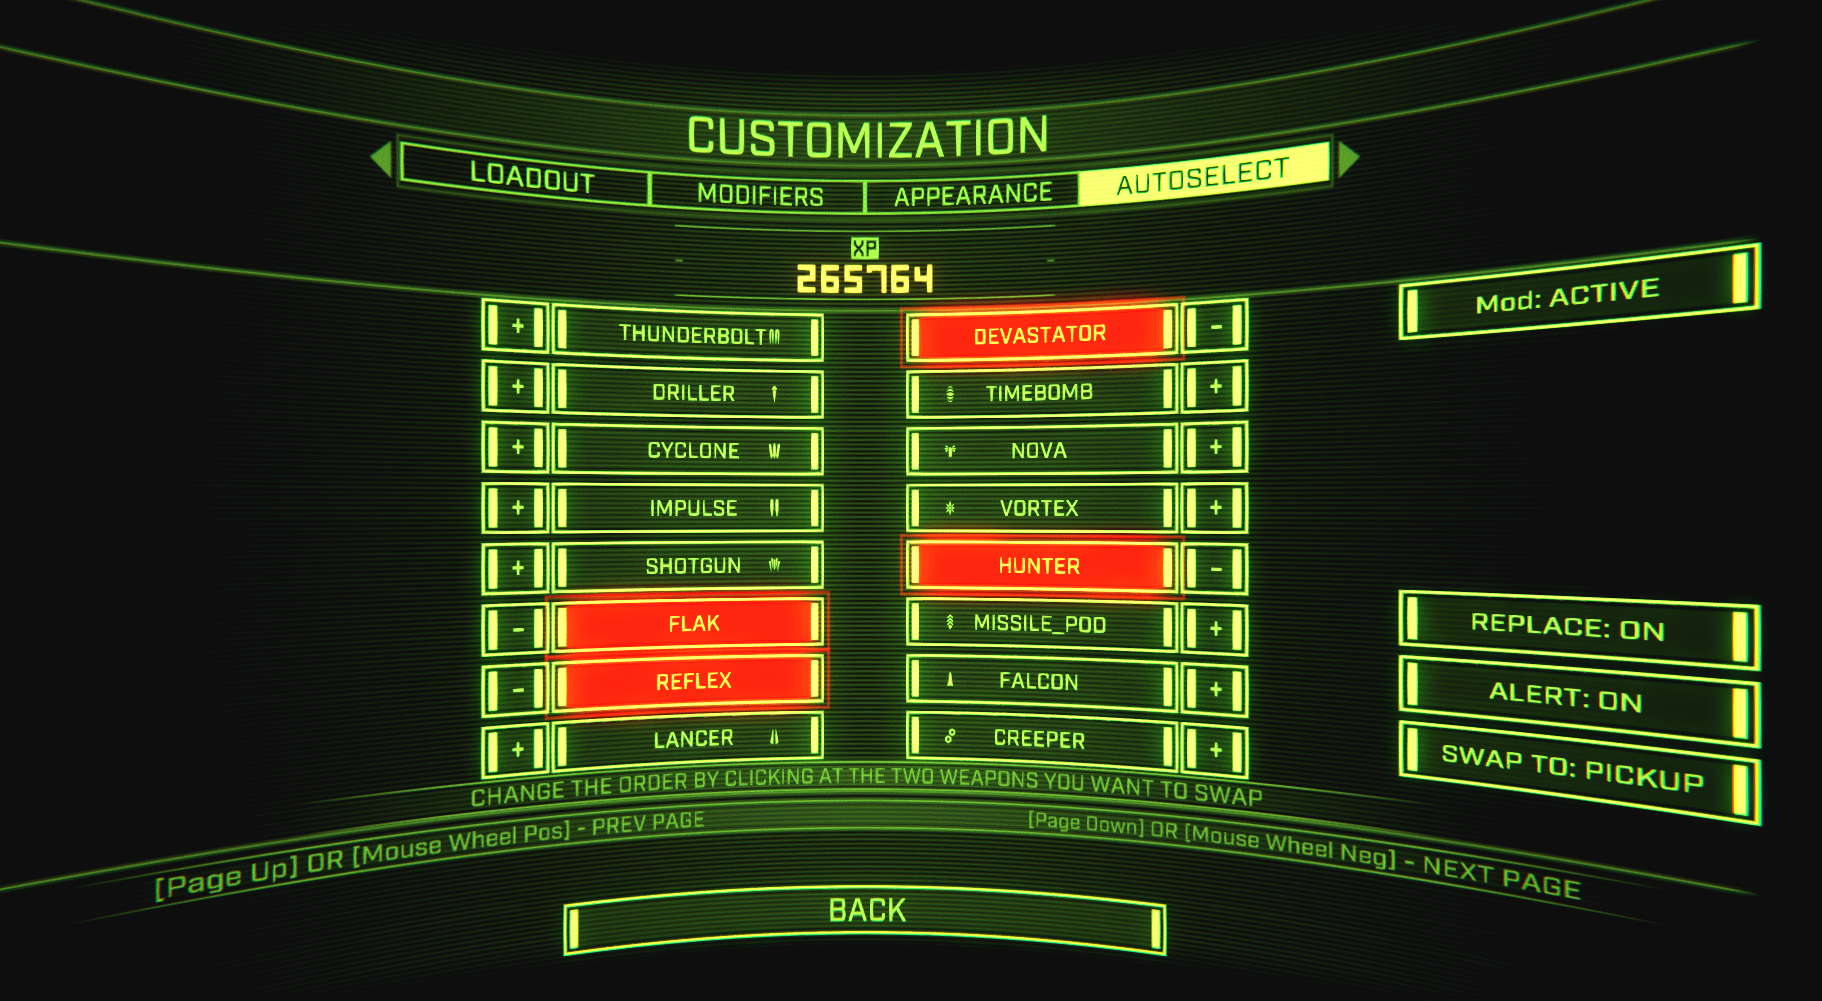 CUSTOMIZATION
LOADOUT
MODIFIERS
APPEARANCE
AUTOSELECT
XP
265764
Mod: ACTIVE
+ THUNDERBOLT
DEVASTATOR -
+ DRILLER
TIMEBOMB +
+ CYCLONE
NOVA +
+ IMPULSE
VORTEX +
+ SHOTGUN
HUNTER -
- FLAK
MISSILE_POD +
- REFLEX
FALCON +
+ LANCER
CREEPER +
REPLACE: ON
ALERT: ON
SWAP TO: PICKUP
CHANGE THE ORDER BY CLICKING AT THE TWO WEAPONS YOU WANT TO SWAP
[Page Up] OR [Mouse Wheel Pos] - PREV PAGE
[Page Down] OR [Mouse Wheel Neg] - NEXT PAGE
BACK